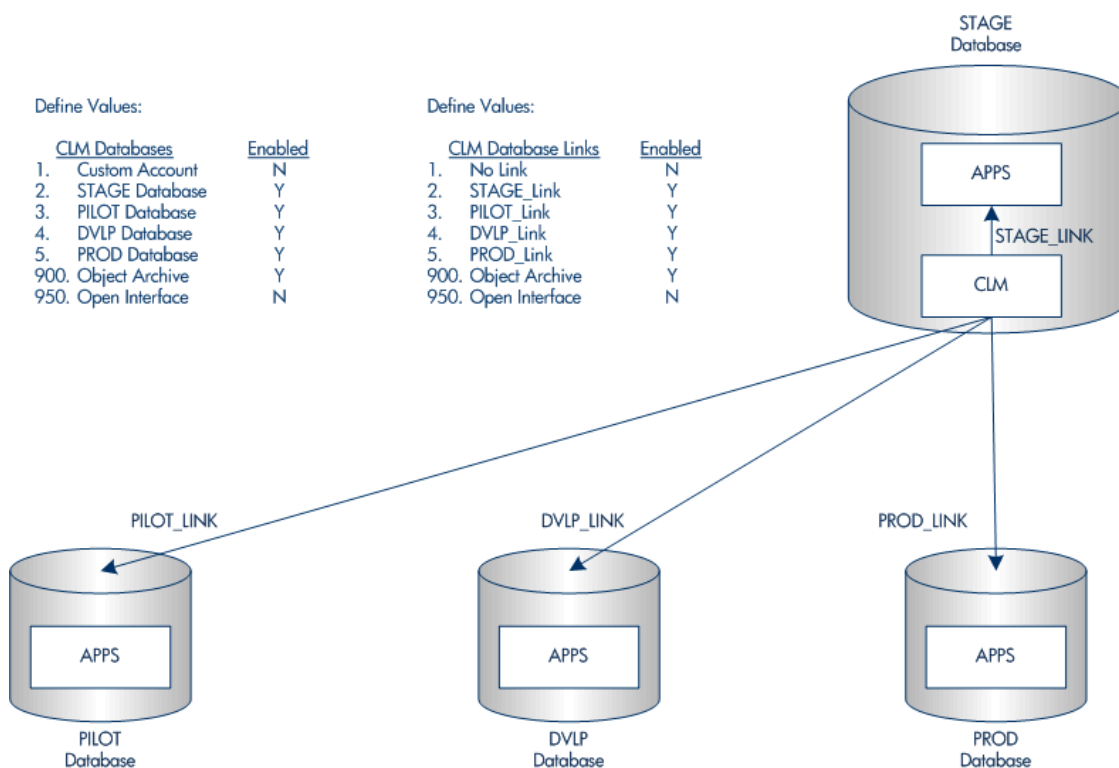 STAGE
Database
Define Values:
CLM Databases Enabled
1. Custom Account N
2. STAGE Database Y
3. PILOT Database Y
4. DVLP Database Y
5. PROD Database Y
900. Object Archive Y
950. Open Interface N
Define Values:
CLM Database Links Enabled
1. No Link N
2. STAGE_Link Y
3. PILOT_Link Y
4. DVLP_Link Y
5. PROD_Link Y
900. Object Archive Y
950. Open Interface N
APPS
STAGE_LINK
CLM
PILOT_LINK
DVLP_LINK
PROD_LINK
APPS
APPS
APPS
PILOT
Database
DVLP
Database
PROD
Database